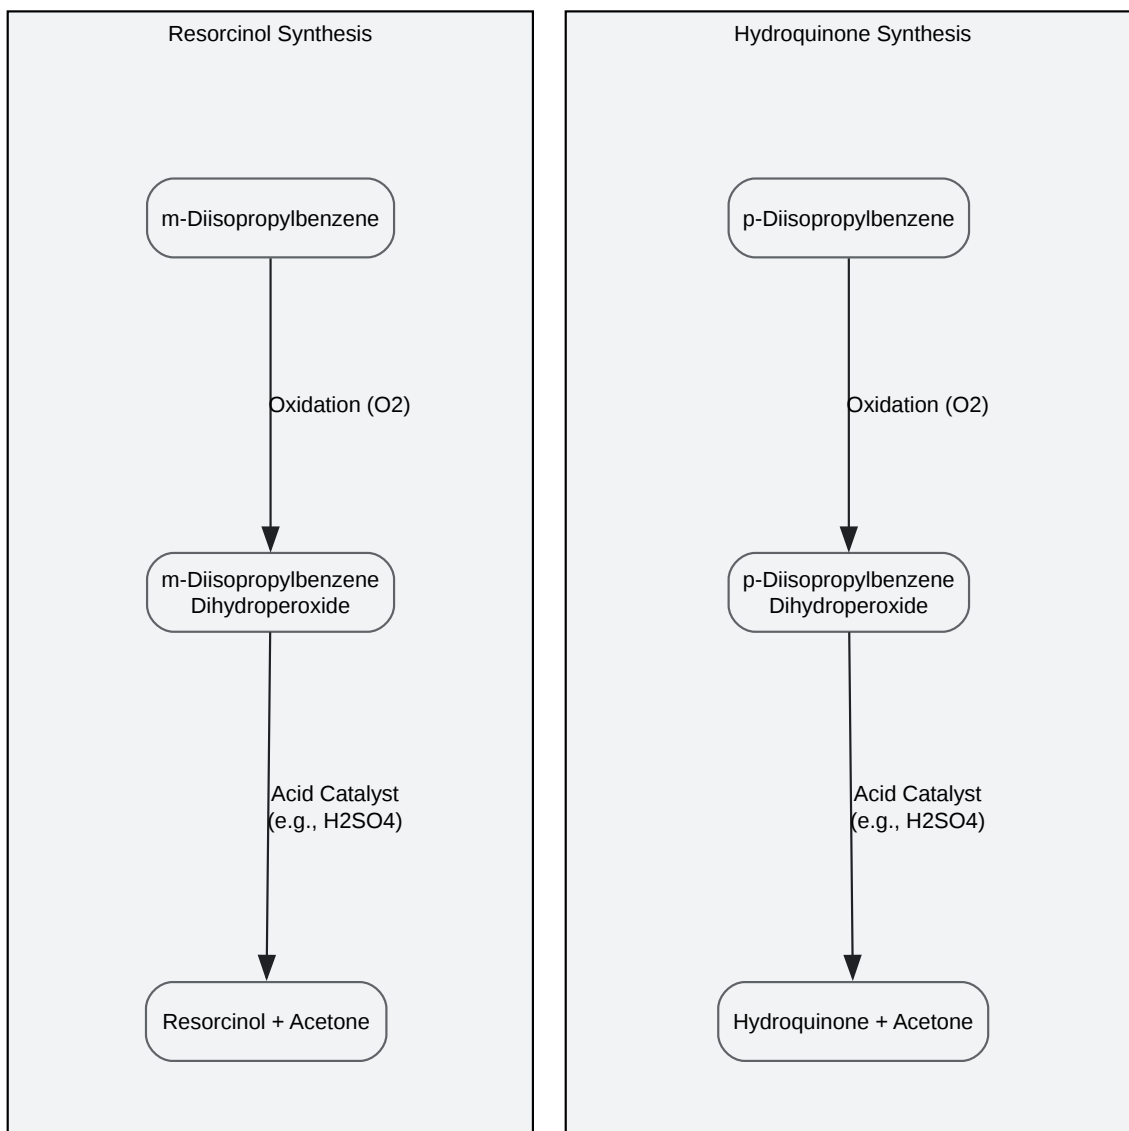 Resorcinol Synthesis
m-Diisopropylbenzene
Oxidation (O2)
m-Diisopropylbenzene
Dihydroperoxide
Acid Catalyst
(e.g., H2SO4)
Resorcinol + Acetone
Hydroquinone Synthesis
p-Diisopropylbenzene
Oxidation (O2)
p-Diisopropylbenzene
Dihydroperoxide
Acid Catalyst
(e.g., H2SO4)
Hydroquinone + Acetone